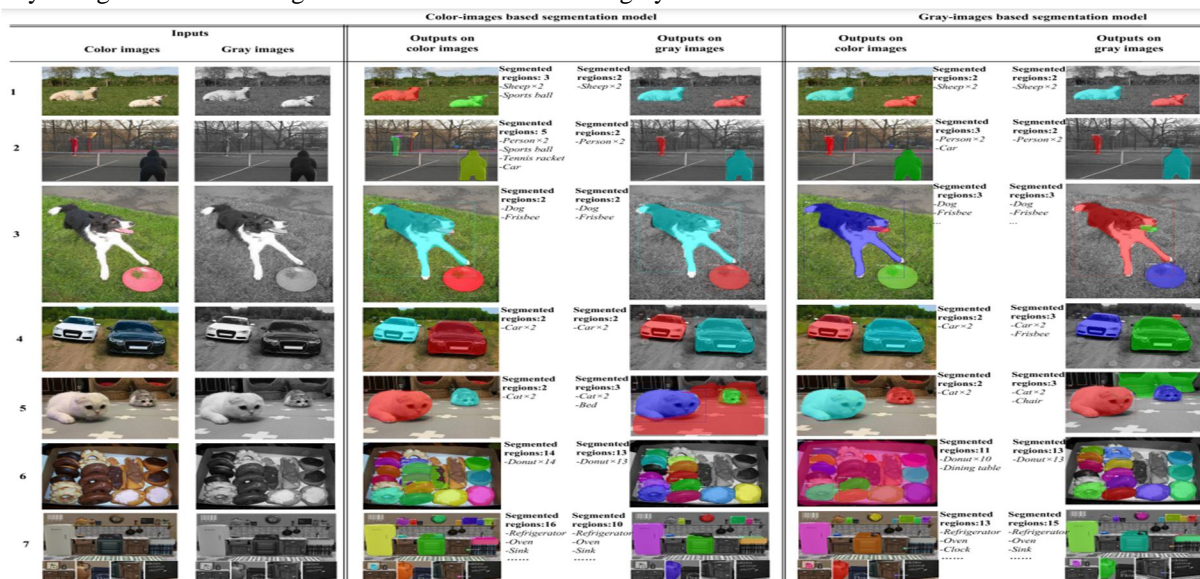 Color-images based segmentation model
Gray-images based segmentation model
Inputs
Color images
Gray images
Outputs on
color images
Outputs on
gray images
Outputs on
color images
Outputs on
gray images
1
Segmented
regions: 3
-Sheep×2
-Sports ball
Segmented
regions:2
-Sheep×2
Segmented
regions:2
-Sheep×2
Segmented
regions:2
-Sheep×2
2
Segmented
regions: 5
-Person×2
-Sports ball
-Tennis racket
-Car
Segmented
regions:2
-Person×2
Segmented
regions:3
-Person×2
-Car
Segmented
regions:2
-Person×2
3
Segmented
regions:2
-Dog
-Frisbee
Segmented
regions:2
-Dog
-Frisbee
Segmented
regions:3
-Dog
-Frisbee
...
Segmented
regions:3
-Dog
-Frisbee
...
4
Segmented
regions:2
-Car×2
Segmented
regions:2
-Car×2
Segmented
regions:2
-Car×2
Segmented
regions:3
-Car×2
-Frisbee
5
Segmented
regions:2
-Cat×2
Segmented
regions:3
-Cat×2
-Bed
Segmented
regions:2
-Cat×2
Segmented
regions:3
-Cat×2
-Chair
6
Segmented
regions:14
-Donut×14
Segmented
regions:13
-Donut×13
Segmented
regions:11
-Donut×10
-Dining table
Segmented
regions:13
-Donut×13
7
Segmented
regions:16
-Refrigerator
-Oven
-Sink
------
Segmented
regions:10
-Refrigerator
-Oven
-Sink
------
Segmented
regions:13
-Refrigerator
-Oven
-Clock
------
Segmented
regions:15
-Refrigerator
-Oven
-Sink
------